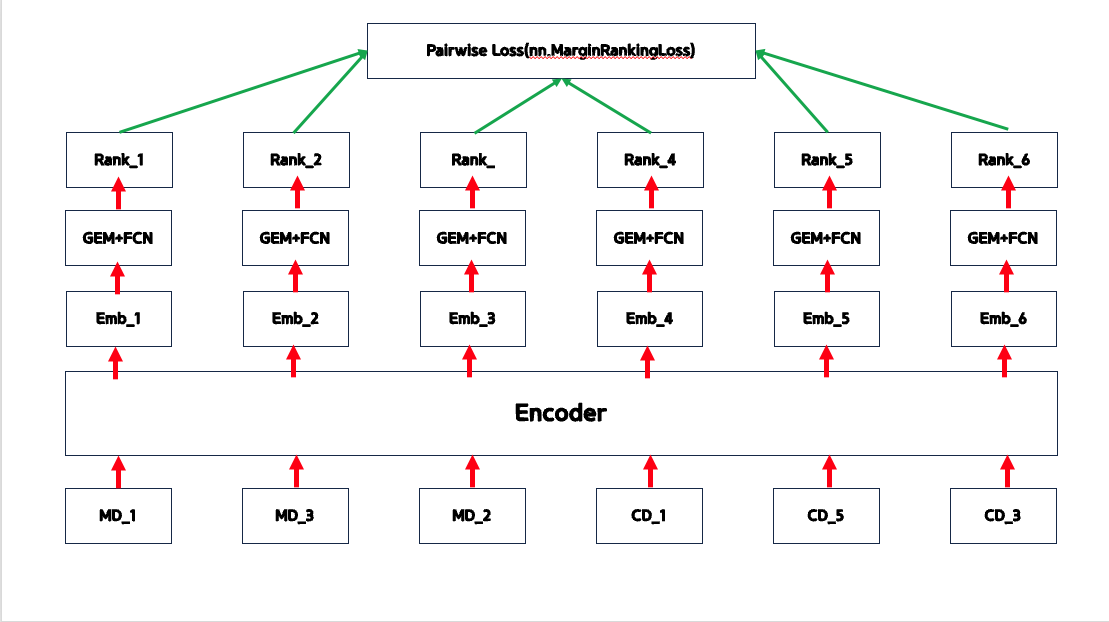 Pairwise Loss(nn.MarginRankingLoss)
Rank_1 Rank_2 Rank_ Rank_4 Rank_5 Rank_6
GEM+FCN GEM+FCN GEM+FCN GEM+FCN GEM+FCN GEM+FCN
Emb_1 Emb_2 Emb_3 Emb_4 Emb_5 Emb_6
Encoder
MD_1 MD_3 MD_2 CD_1 CD_5 CD_3